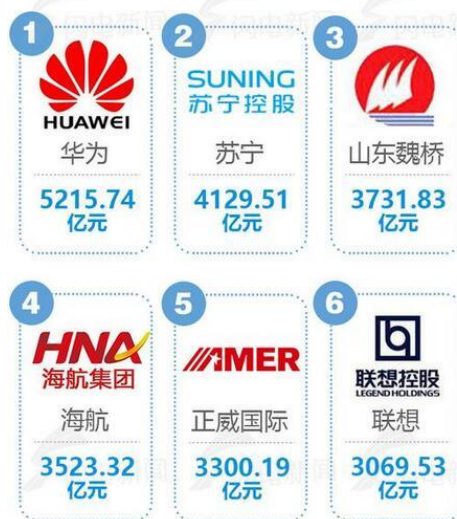 1
HUAWEI
华为
5215.74
亿元
2
SUNING
苏宁控股
苏宁
4129.51
亿元
3
山东魏桥
3731.83
亿元
4
HNA
海航集团
海航
3523.32
亿元
5
AMER
正威国际
3300.19
亿元
6
联想控股
LEGEND HOLDINGS
联想
3069.53
亿元